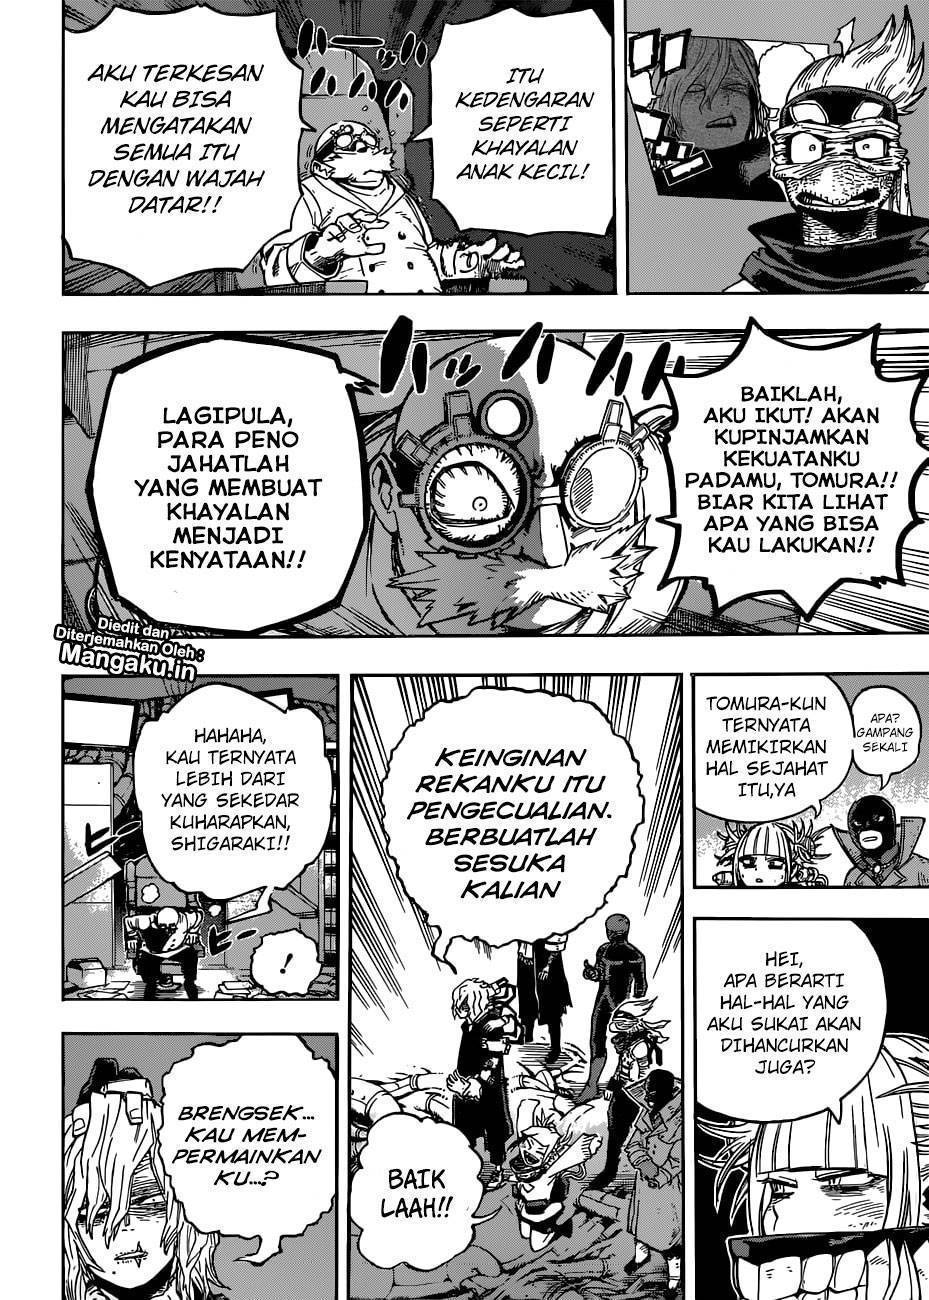 ITU
KEDENGARAN
SEPERTI
KHAYALAN
ANAK KECIL!
AKU TERKESAN
KAU BISA
MENGATAKAN
SEMUA ITU
DENGAN WAJAH
DATAR!!
BAIKLAH,
AKU IKUT! AKAN
KUPINJAMKAN
KEKUATANKU
PADAMU, TOMURA!!
BIAR KITA LIHAT
APA YANG BISA
KAU LAKUKAN!!
LAGIPULA,
PARA PENO
JAHATLAH
YANG MEMBUAT
KHAYALAN
MENJADI
KENYATAAN!!
Diedit dan
Diterjemahkan Oleh:
Mangaku.in
APA?
GAMPANG
SEKALI
TOMURA-KUN
TERNYATA
MEMIKIRKAN
HAL SEJAHAT
ITU,YA
HEI,
APA BERARTI
HAL-HAL YANG
AKU SUKAI AKAN
DIHANCURKAN
JUGA?
KEINGINAN
REKANKU ITU
PENGECUALIAN.
BERBUATLAH
SESUKA
KALIAN
BAIK
LAAH!!
HAHAHA,
KAU TERNYATA
LEBIH DARI
YANG SEKEDAR
KUHARAPKAN,
SHIGARAKI!!
!
BRENGSEK...
KAU MEM-
PERMAINKAN
KU...?